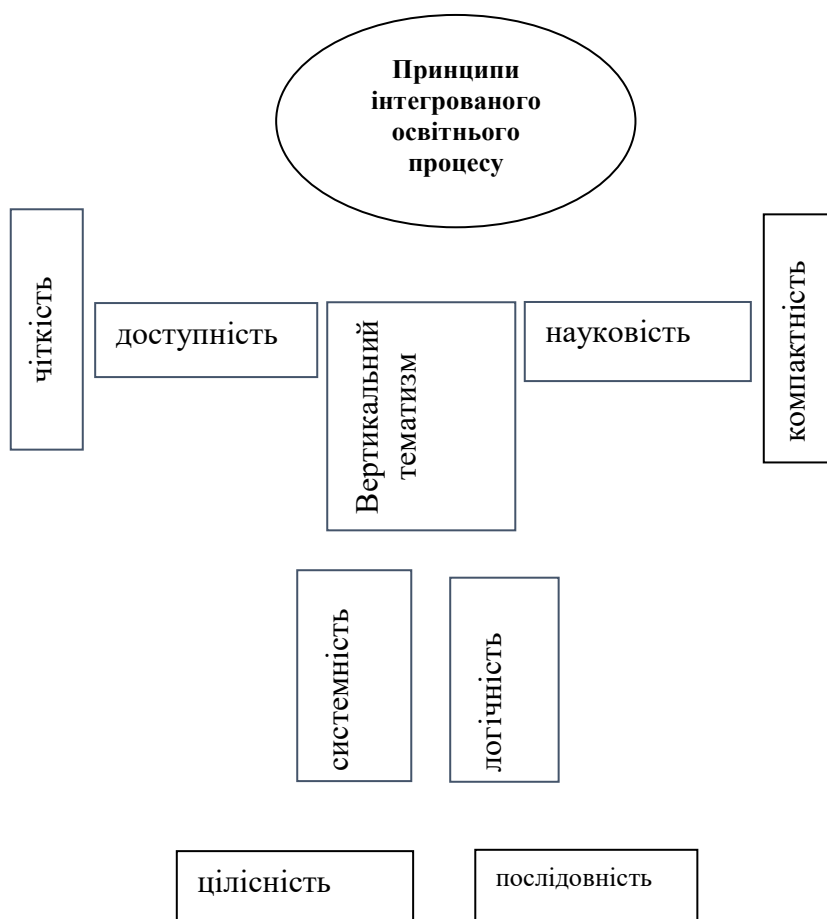 Принципи
інтегрованого
освітнього
процесу
чіткість
доступність
Вертикальний
тематизм
науковість
компактність
системність
логічність
цілісність
послідовність